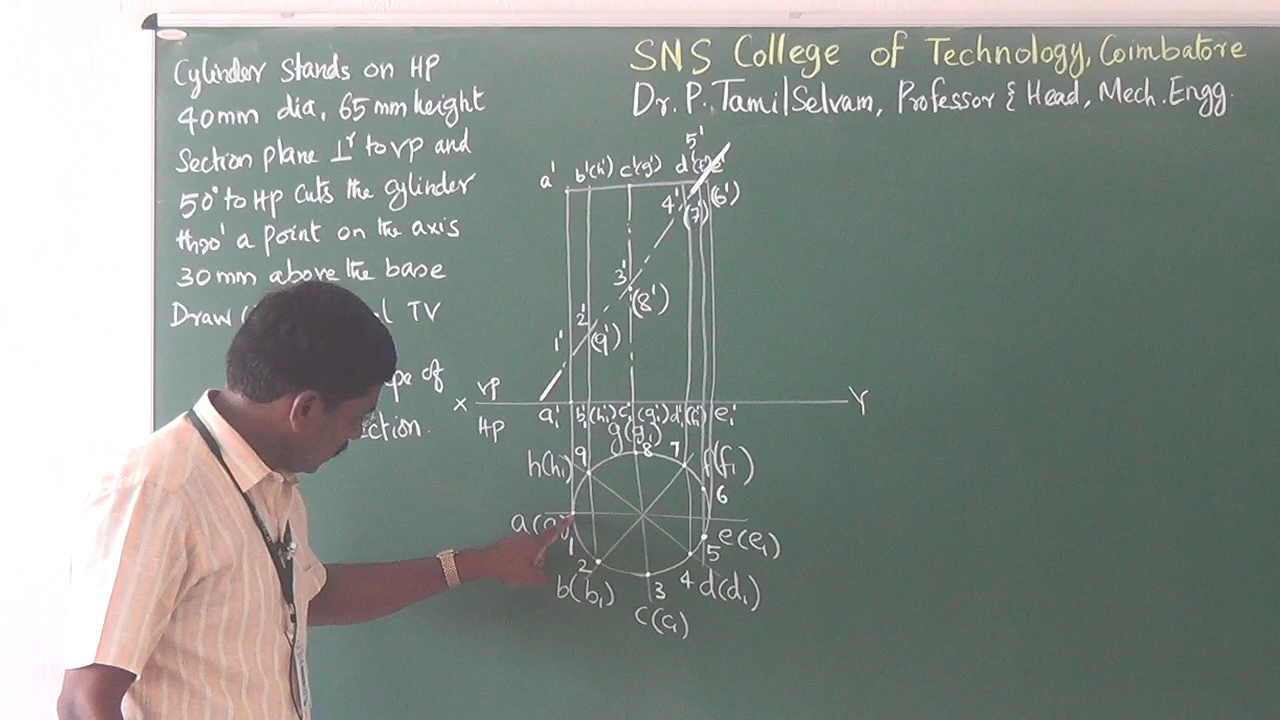 SNS College of Technology, Coimbatore
Dr. P. TamilSelvam, Professor & Head, Mech. Engg.
Cylinder stands on HP
40mm dia, 65mm height
Section plane ⊥r to VP and
50° to HP cuts the cylinder
thro' a point on the axis
30mm above the base
Draw TV
of
5'
a' b'(h') c'(g') d'(f') e'
4' (7') (6')
3' (8')
2' (9')
1'
X VP Y
HP a₁' b₁'(h₁') c₁'(g₁') d₁' e₁'
g(g₁)
h(h₁) 9 8 7 f(f₁)
6
a 1 5 e(e₁)
2 3 4 d(d₁)
b(b₁)
c(c₁)